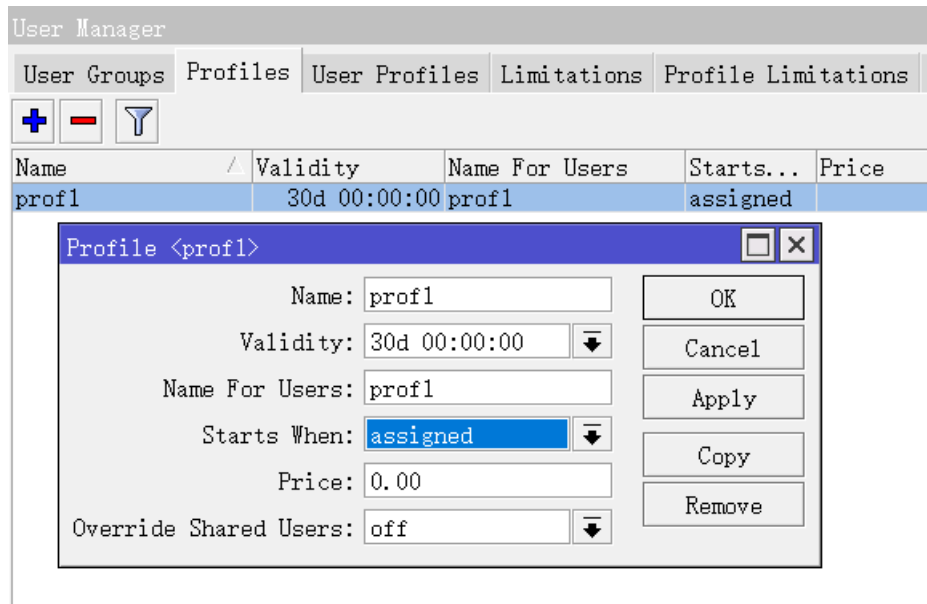 User Manager
User Groups Profiles User Profiles Limitations Profile Limitations
Name Validity Name For Users Starts... Price
prof1 30d 00:00:00 prof1 assigned
Profile <prof1>
Name: prof1 OK
Validity: 30d 00:00:00 Cancel
Name For Users: prof1 Apply
Starts When: assigned Copy
Price: 0.00 Remove
Override Shared Users: off